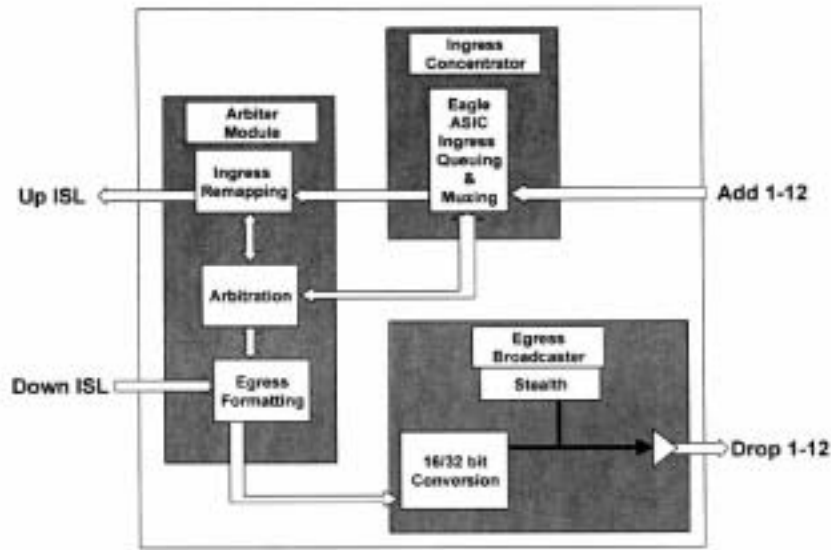 Ingress
Concentrator
Eagle
ASIC
Ingress
Queuing
&
Muxing
Arbiter
Module
Ingress
Remapping
Up ISL
Add 1-12
Arbitration
Egress
Broadcaster
Stealth
Down ISL
Egress
Formatting
16/32 bit
Conversion
Drop 1-12